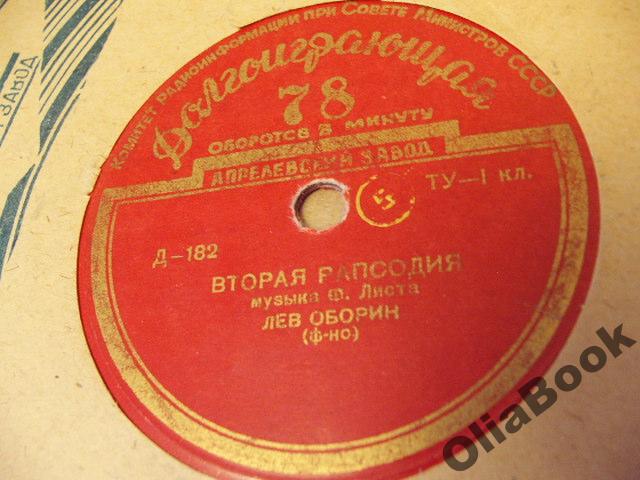 КОМИТЕТ РАДИОИНФОРМАЦИИ ПРИ СОВЕТЕ МИНИСТРОВ СССР
Долгоиграющая
78
ОБОРОТОВ В МИНУТУ
АПРЕЛЕВСКИЙ ЗАВОД
ТУ—I КЛ.
Д-182
ВТОРАЯ РАПСОДИЯ
музыка Ф. Листа
ЛЕВ ОБОРИН
(ф-но)
ЗАВОД
OliaBook